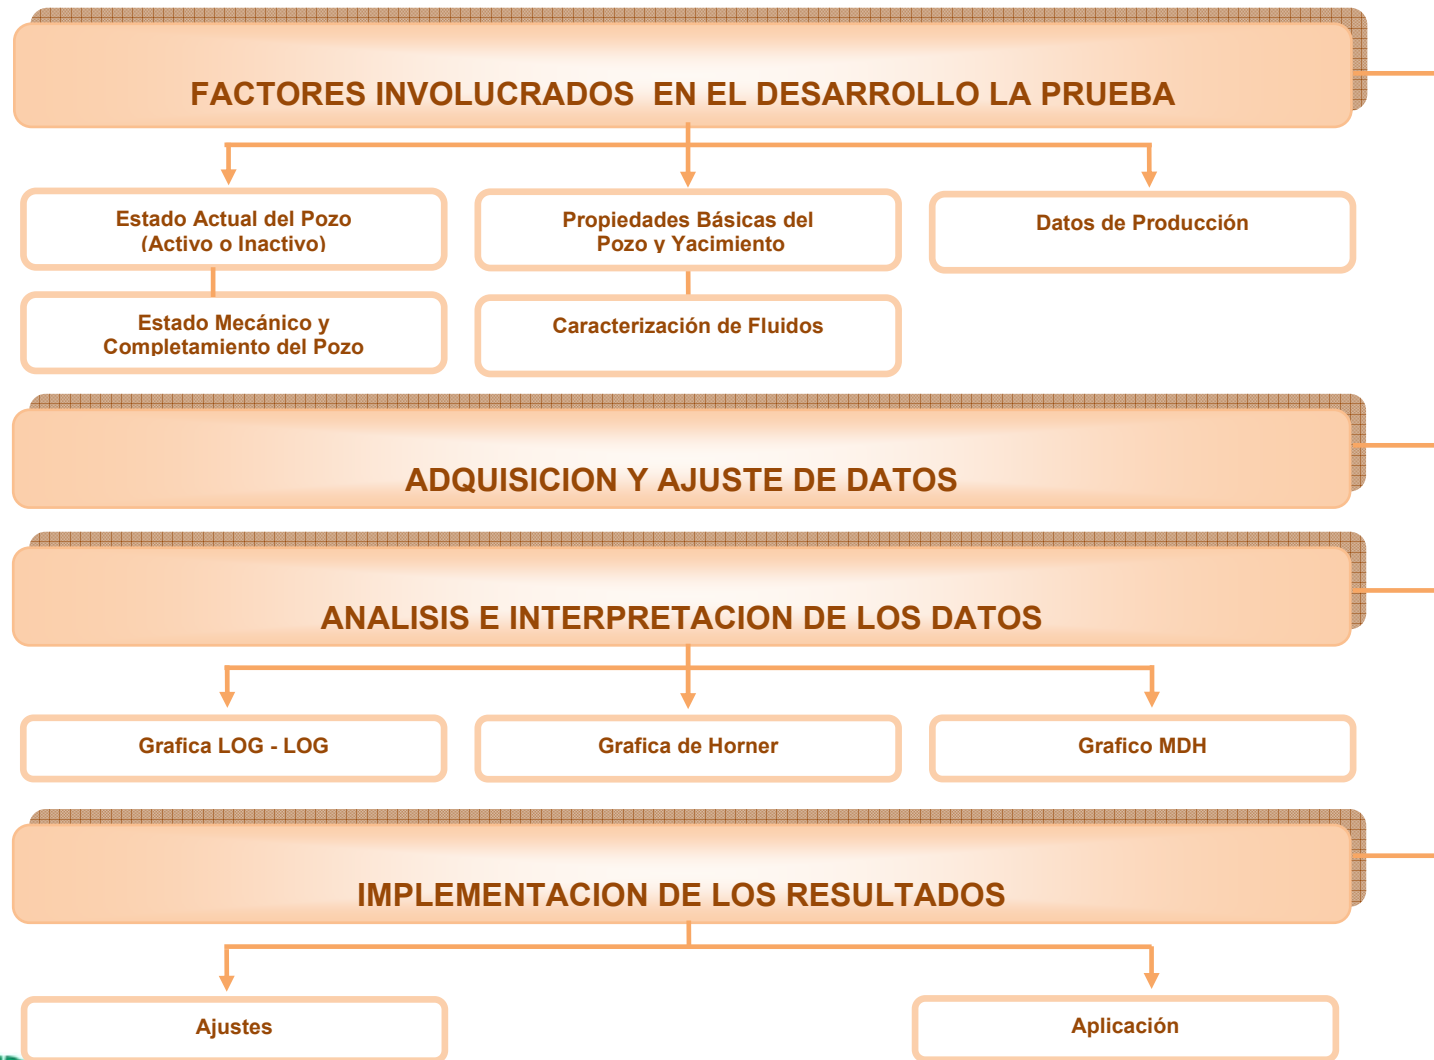 FACTORES INVOLUCRADOS  EN EL DESARROLLO LA PRUEBA
Estado Actual del Pozo
(Activo o Inactivo)
Propiedades Básicas del
Pozo y Yacimiento
Datos de Producción
Estado Mecánico y
Completamiento del Pozo
Caracterización de Fluidos
ADQUISICION Y AJUSTE DE DATOS
ANALISIS E INTERPRETACION DE LOS DATOS
Grafica LOG - LOG
Grafica de Horner
Grafico MDH
IMPLEMENTACION DE LOS RESULTADOS
Ajustes
Aplicación